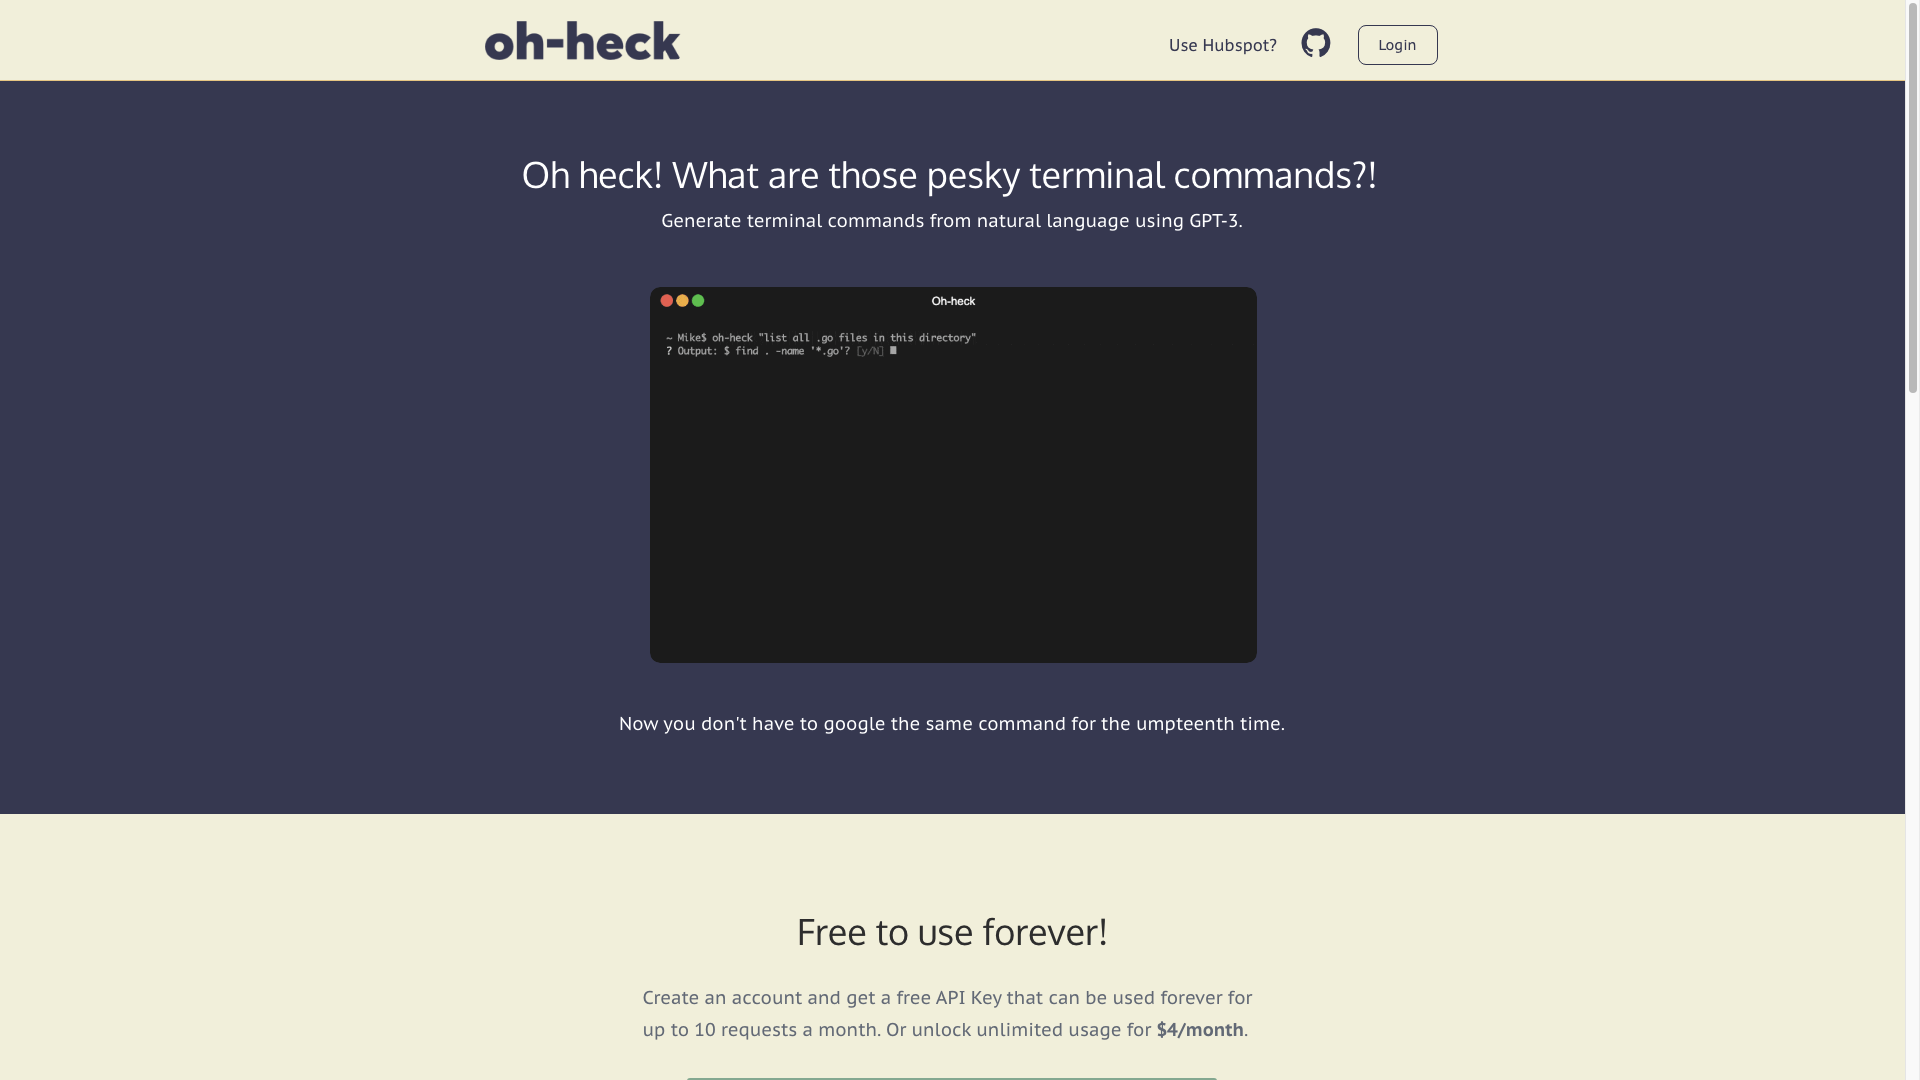 oh-heck
Use Hubspot?
Login
Oh heck! What are those pesky terminal commands?!
Generate terminal commands from natural language using GPT-3.
Oh-heck
~ Mike$ oh-heck "list all .go files in this directory"
? Output: $ find . -name '*.go'? [y/N]
Now you don't have to google the same command for the umpteenth time.
Free to use forever!
Create an account and get a free API Key that can be used forever for
up to 10 requests a month. Or unlock unlimited usage for $4/month.